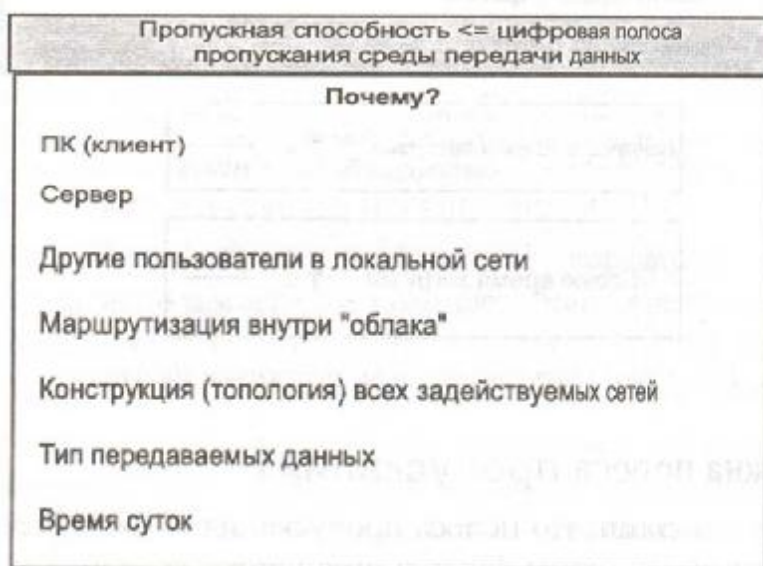 Пропускная способность <= цифровая полоса
пропускания среды передачи данных
Почему?
ПК (клиент)
Сервер
Другие пользователи в локальной сети
Маршрутизация внутри "облака"
Конструкция (топология) всех задействуемых сетей
Тип передаваемых данных
Время суток